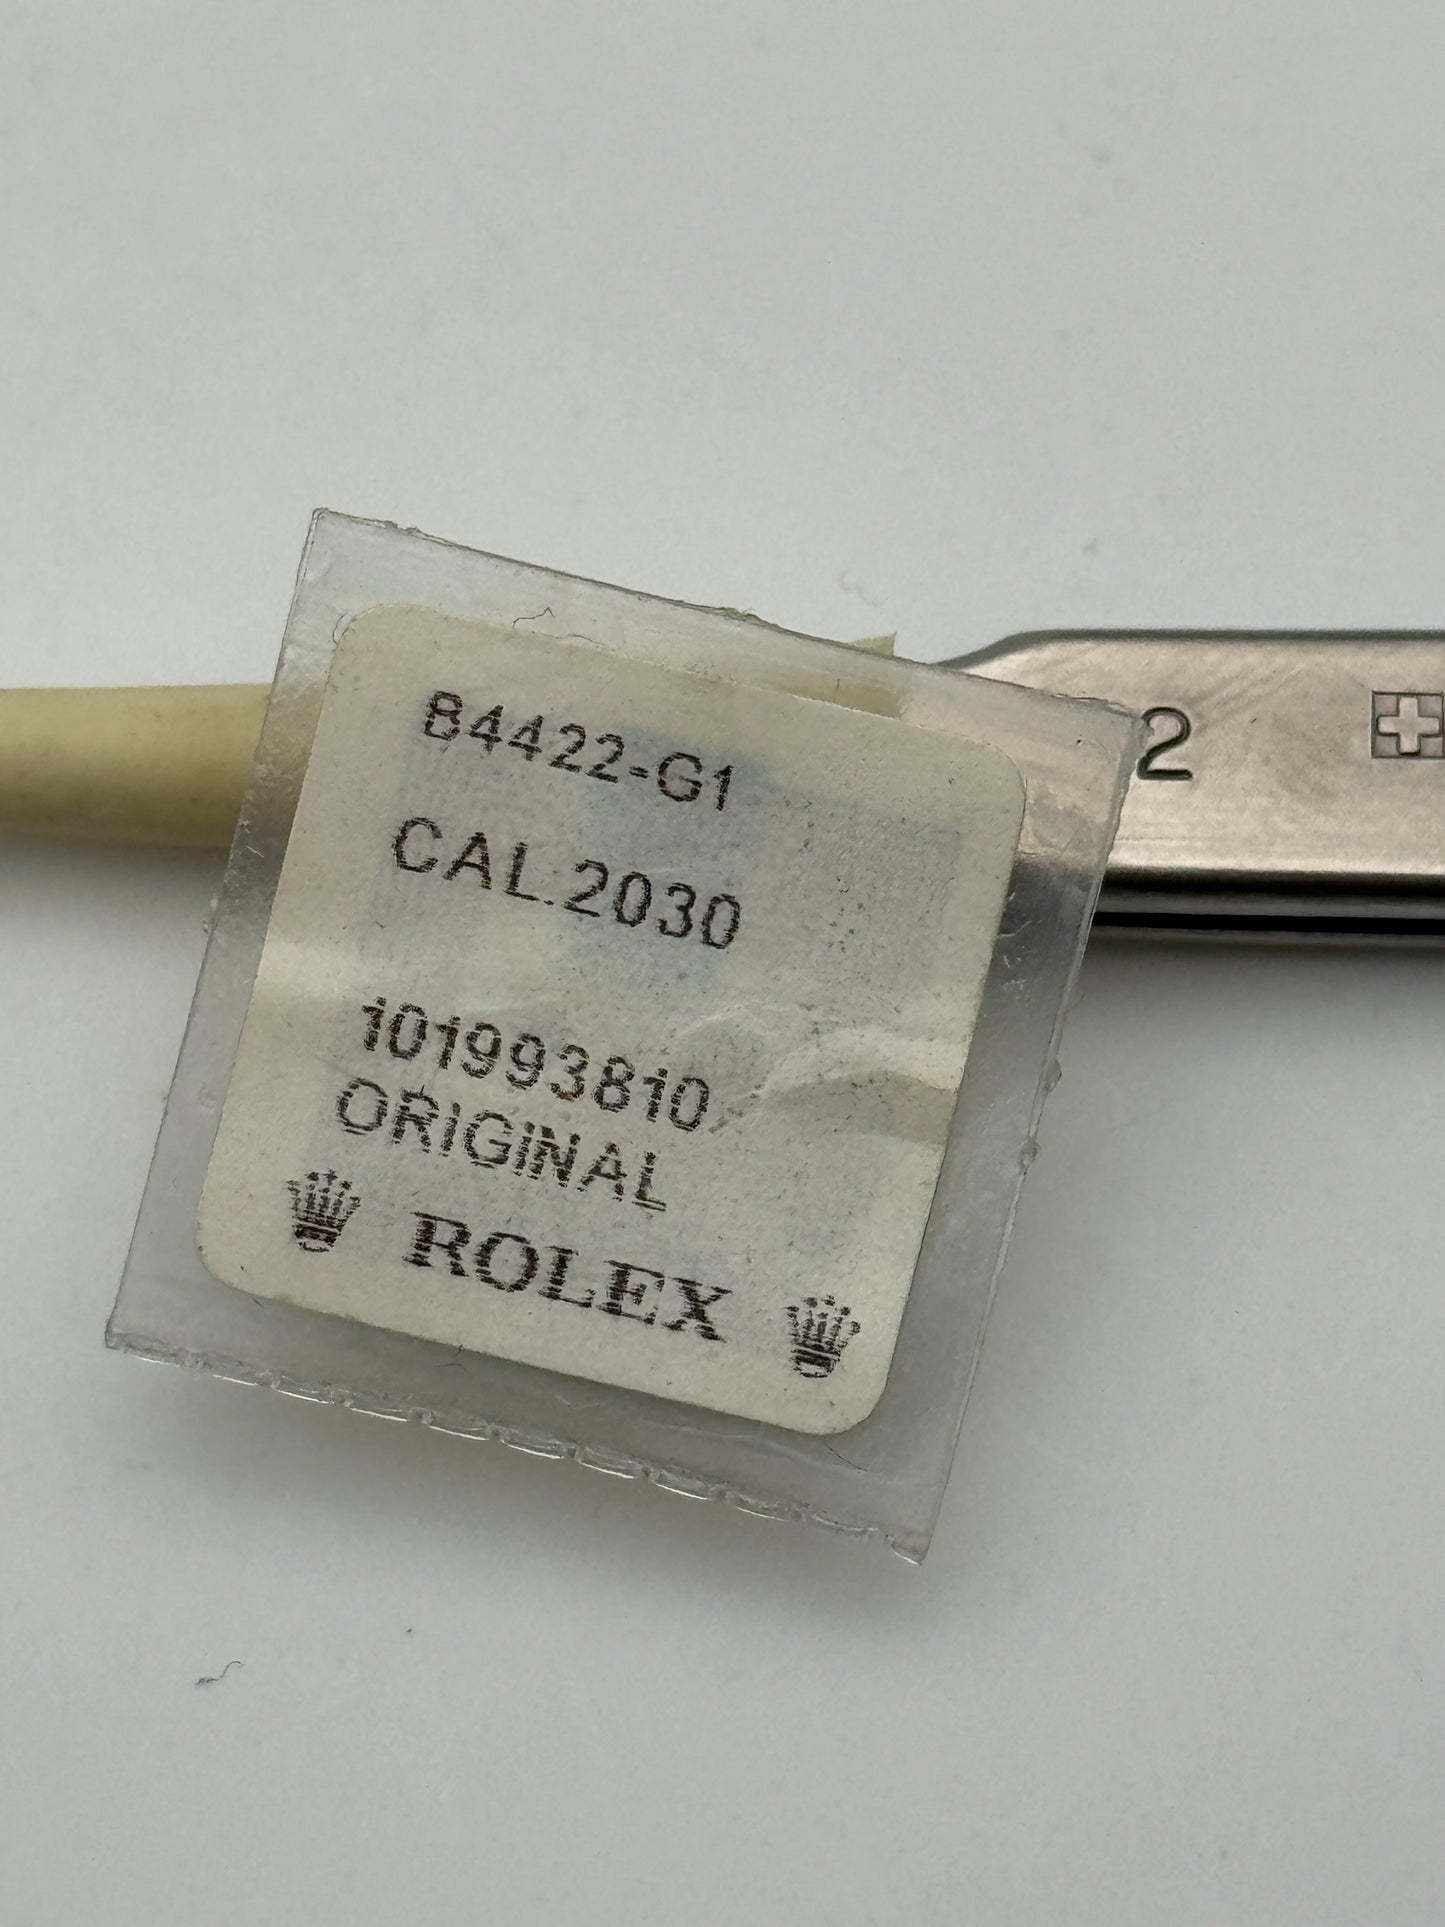 B4422-G1
CAL.2030
101993810
ORIGINAL
ROLEX
2